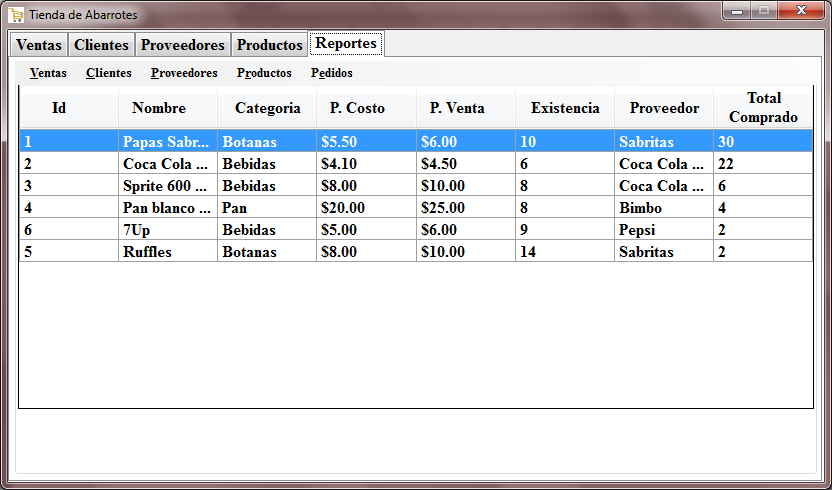 Tienda de Abarrotes
Ventas Clientes Proveedores Productos Reportes
Ventas Clientes Proveedores Productos Pedidos
Id Nombre Categoria P. Costo P. Venta Existencia Proveedor Total Comprado
1 Papas Sabr... Botanas $5.50 $6.00 10 Sabritas 30
2 Coca Cola ... Bebidas $4.10 $4.50 6 Coca Cola ... 22
3 Sprite 600 ... Bebidas $8.00 $10.00 8 Coca Cola ... 6
4 Pan blanco ... Pan $20.00 $25.00 8 Bimbo 4
6 7Up Bebidas $5.00 $6.00 9 Pepsi 2
5 Ruffles Botanas $8.00 $10.00 14 Sabritas 2